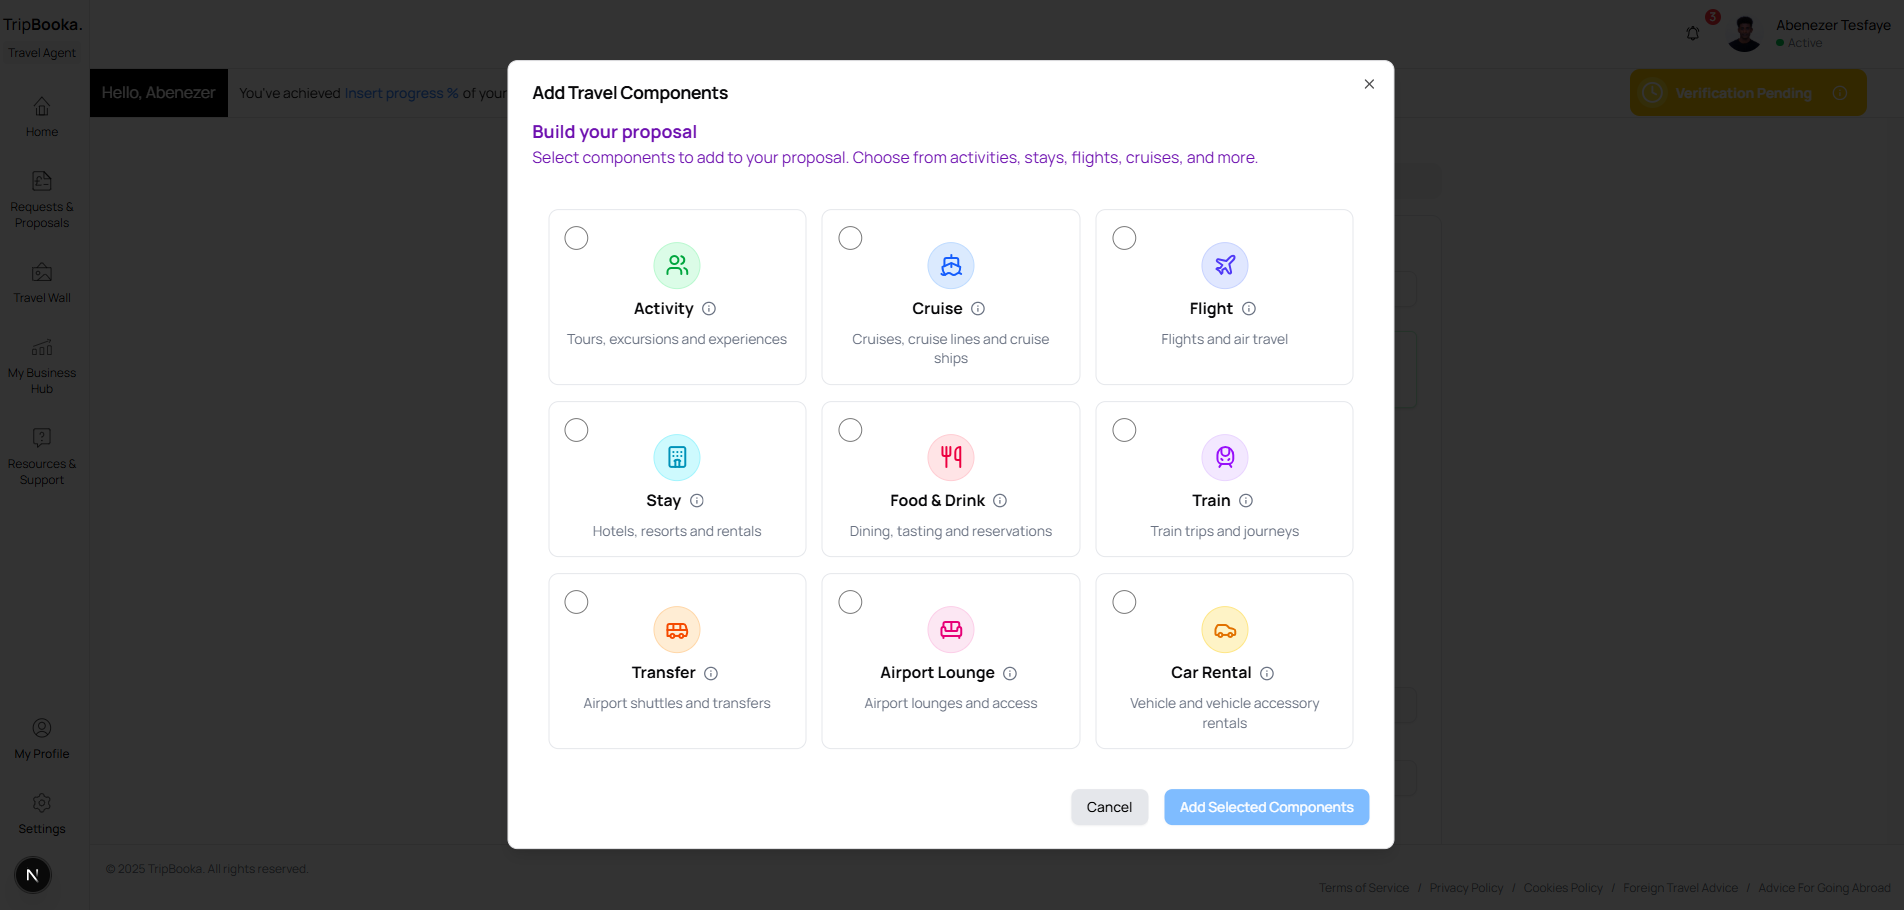 TripBooka.
Travel Agent
3
Abenezer Tesfaye
Active
Hello, Abenezer
You've achieved Insert progress % of your
Verification Pending
Home
Requests &
Proposals
Travel Wall
My Business
Hub
Resources &
Support
My Profile
Settings
N
Add Travel Components
Build your proposal
Select components to add to your proposal. Choose from activities, stays, flights, cruises, and more.
Activity
Tours, excursions and experiences
Cruise
Cruises, cruise lines and cruise
ships
Flight
Flights and air travel
Stay
Hotels, resorts and rentals
Food & Drink
Dining, tasting and reservations
Train
Train trips and journeys
Transfer
Airport shuttles and transfers
Airport Lounge
Airport lounges and access
Car Rental
Vehicle and vehicle accessory
rentals
Cancel
Add Selected Components
© 2025 TripBooka. All rights reserved.
Terms of Service / Privacy Policy / Cookies Policy / Foreign Travel Advice / Advice For Going Abroad